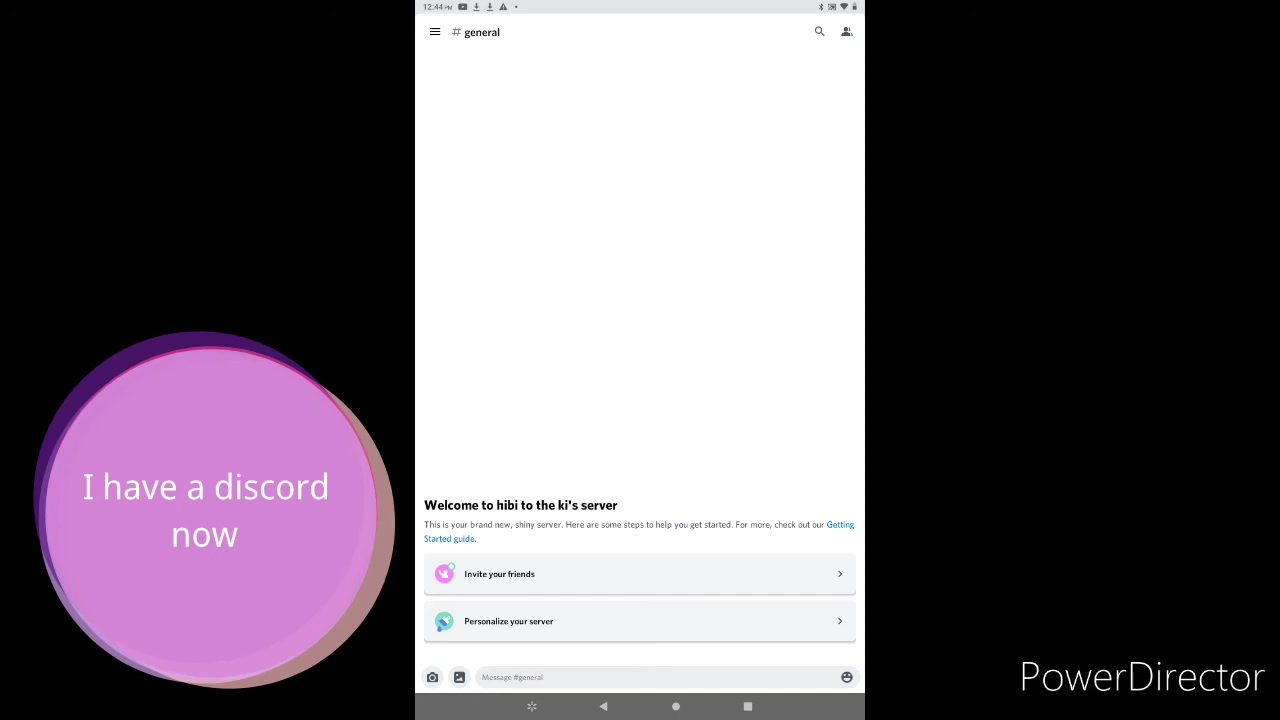 12:44 PM
# general
Welcome to hibi to the ki's server
This is your brand new, shiny server. Here are some steps to help you get started. For more, check out our Getting
Started guide.
Invite your friends
Personalize your server
Message #general
I have a discord
now
PowerDirector